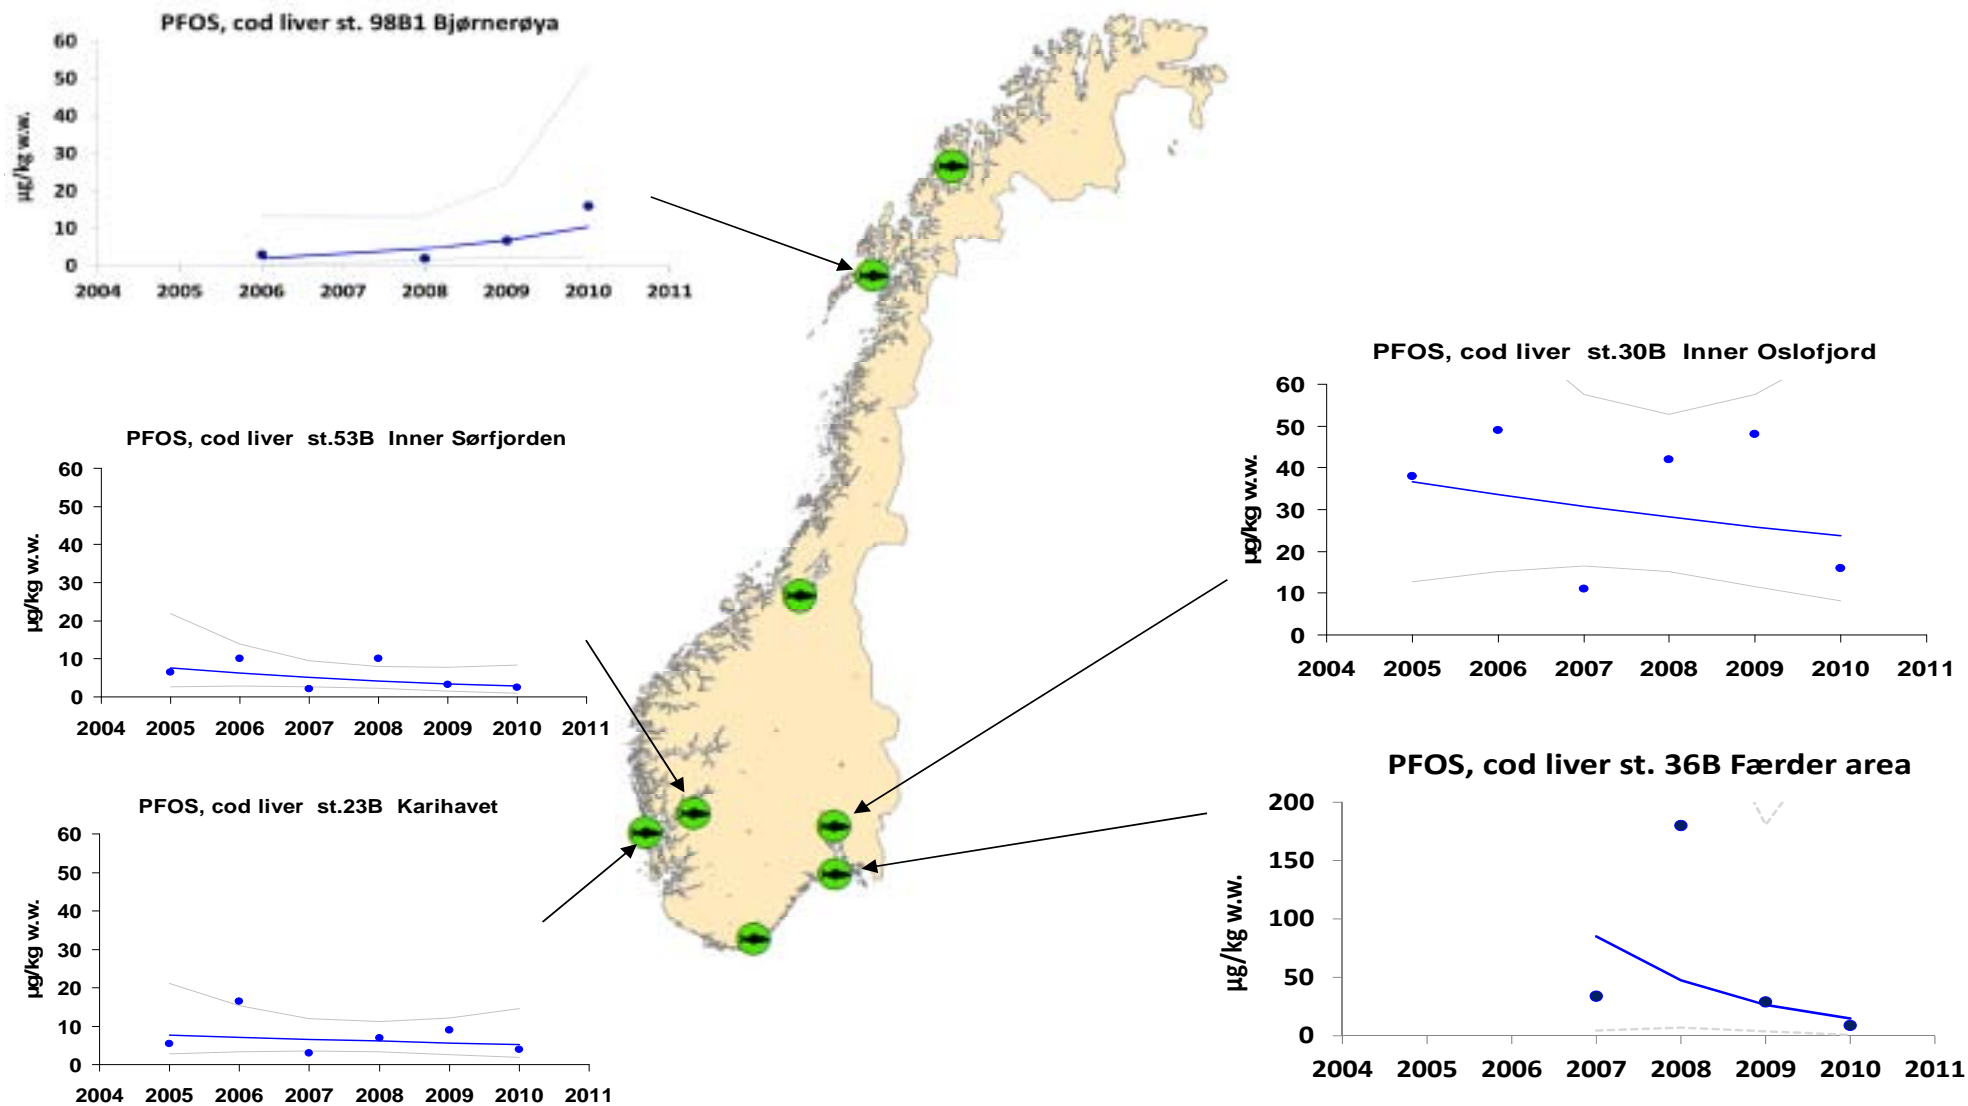 PFOS, cod liver st. 98B1 Bjørnerøya
60
50
40
30
20
10
0
µg/kg w.w.
2004 2005 2006 2007 2008 2009 2010 2011
PFOS, cod liver st.53B Inner Sørfjorden
60
50
40
30
20
10
0
µg/kg w.w.
2004 2005 2006 2007 2008 2009 2010 2011
PFOS, cod liver st.23B Karihavet
60
50
40
30
20
10
0
µg/kg w.w.
2004 2005 2006 2007 2008 2009 2010 2011
PFOS, cod liver st.30B Inner Oslofjord
60
50
40
30
20
10
0
µg/kg w.w.
2004 2005 2006 2007 2008 2009 2010 2011
PFOS, cod liver st. 36B Færder area
200
150
100
50
0
µg/kg w.w.
2004 2005 2006 2007 2008 2009 2010 2011